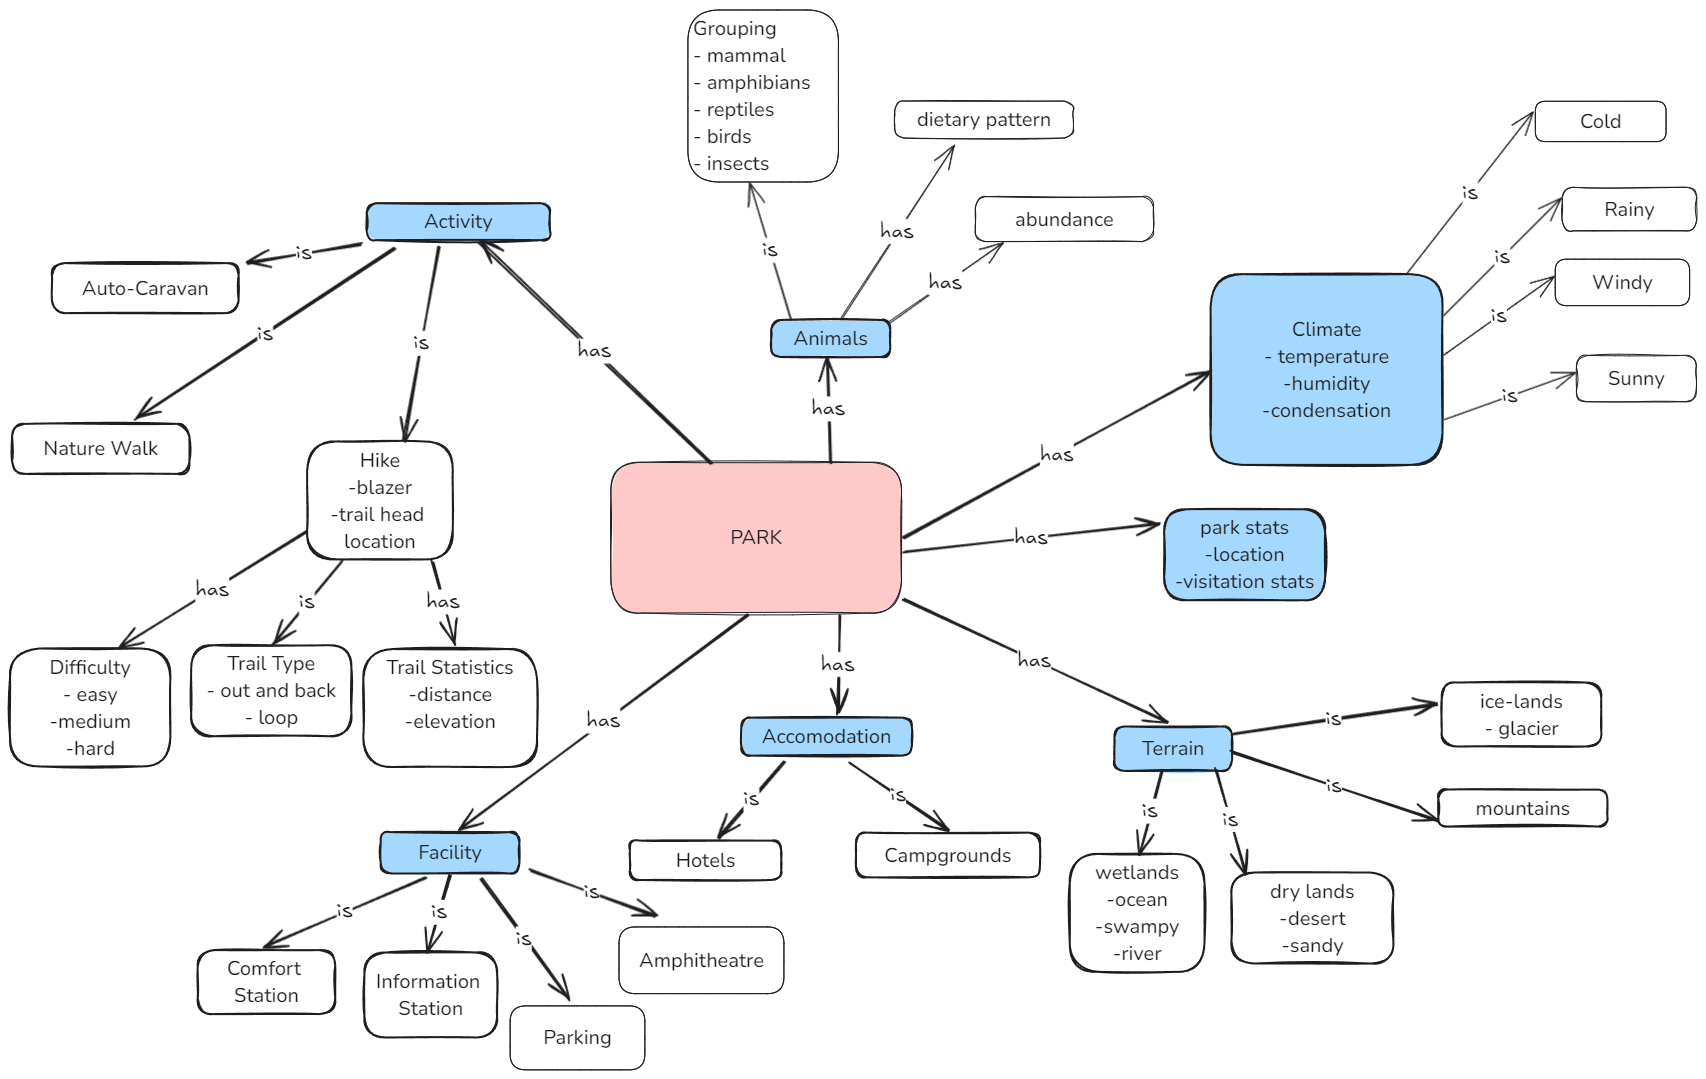 Grouping
- mammal
- amphibians
- reptiles
- birds
- insects
dietary pattern
abundance
is
has
has
Animals
has
Cold
Rainy
Windy
Sunny
is
is
is
is
Climate
- temperature
-humidity
-condensation
has
Activity
is
Auto-Caravan
is
is
has
Nature Walk
Hike
-blazer
-trail head
location
has
is
has
Difficulty
- easy
-medium
-hard
Trail Type
- out and back
- loop
Trail Statistics
-distance
-elevation
PARK
has
park stats
-location
-visitation stats
has
has
has
Accomodation
is
is
Hotels
Campgrounds
Terrain
is
is
is
is
ice-lands
- glacier
mountains
wetlands
-ocean
-swampy
-river
dry lands
-desert
-sandy
Facility
is
is
is
is
Comfort
Station
Information
Station
Parking
Amphitheatre